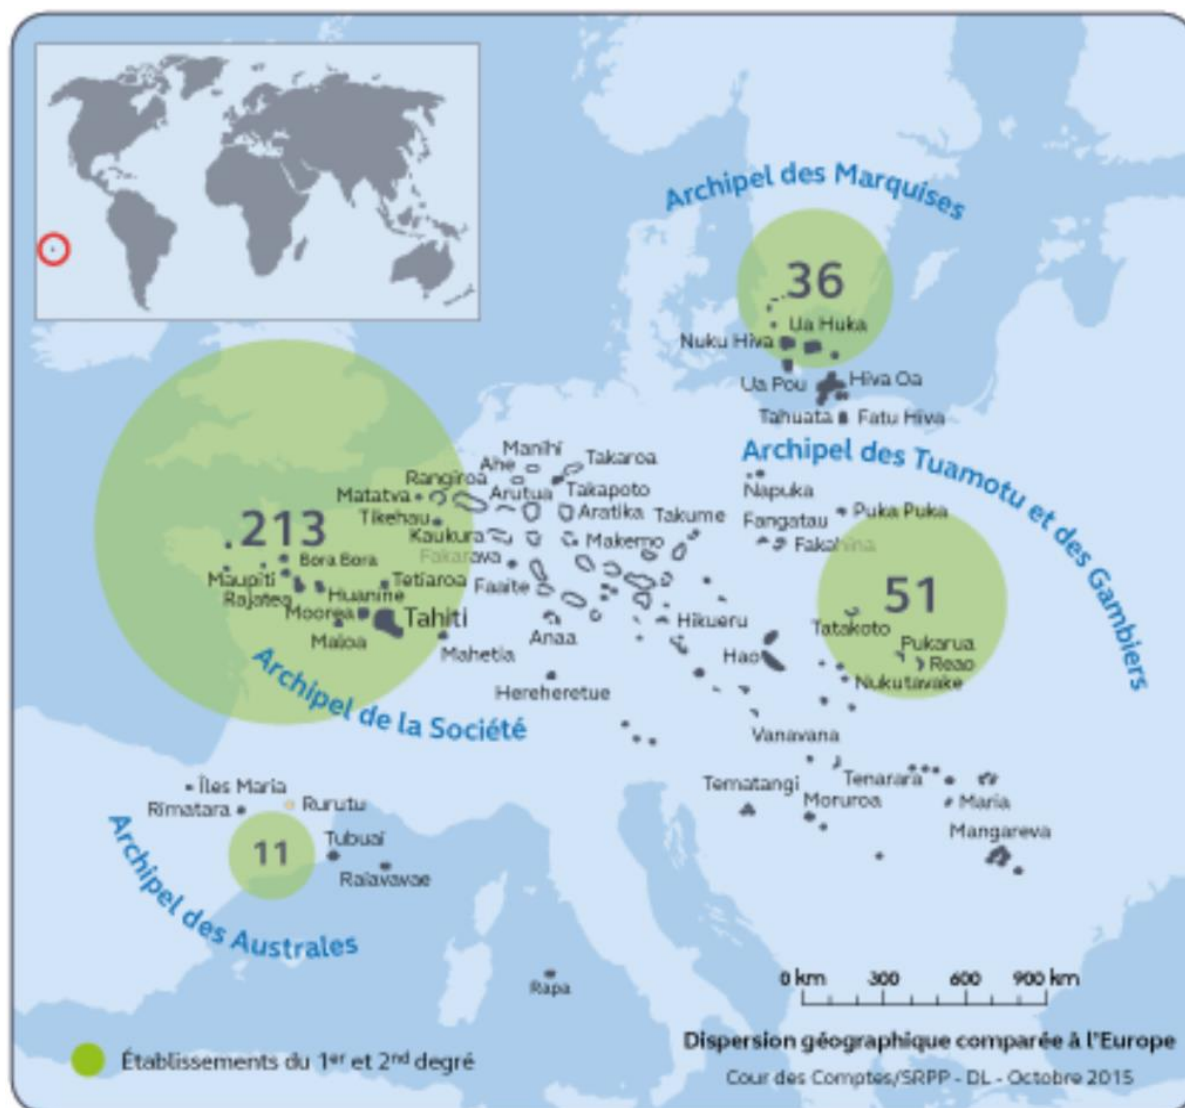 Archipel des Marquises
36
Ua Huka
Nuku Hiva
Ua Pou
Hiva Oa
Tahuata
Fatu Hiva
Archipel des Tuamotu et des Gambiers
Manihi
Ahe
Takaroa
Rangiroa
Arutua
Takapoto
Napuka
Matatva
Tikehau
Aratika
Takume
Fangatau
Puka Puka
213
Kaukura
Makemo
Fakahina
Bora Bora
Fakarava
Maupiti
Tetiaroa
Faaite
51
Rajatea
Huanine
Moorea
Tahiti
Hikueru
Tatakoto
Maloa
Anaa
Pukarua
Mahetia
Hao
Reao
Hereheretue
Nukutavake
Archipel de la Société
Vanavana
Îles Maria
Tematangi
Tenarara
Rimatara
Rurutu
Moruroa
Maria
Mangareva
11
Tubuai
Ralavavae
Archipel des Australes
Rapa
0 km 300 600 900 km
Dispersion géographique comparée à l'Europe
Établissements du 1er et 2nd degré
Cour des Comptes/SRPP - DL - Octobre 2015